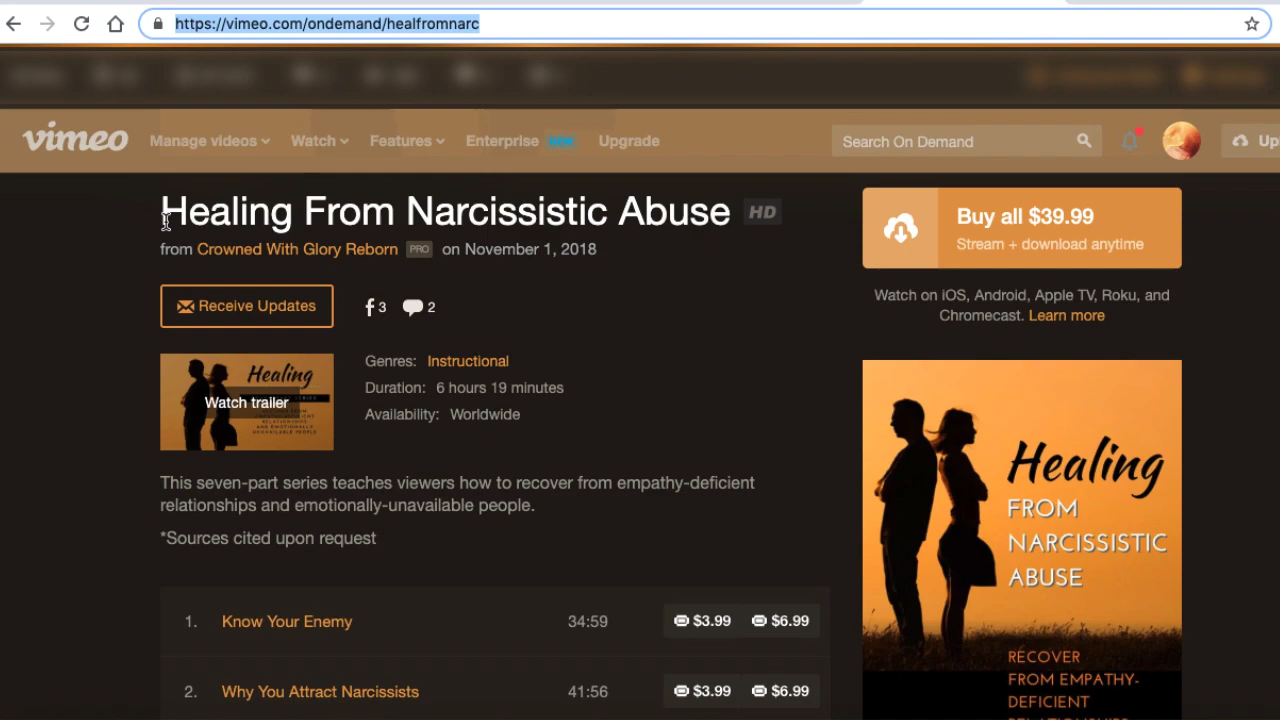 https://vimeo.com/ondemand/healfromnarc
vimeo Manage videos Watch Features Enterprise NEW Upgrade Search On Demand Up
Healing From Narcissistic Abuse HD
from Crowned With Glory Reborn PRO on November 1, 2018
Receive Updates 3 2
Watch trailer
Healing
Genres: Instructional
Duration: 6 hours 19 minutes
Availability: Worldwide
This seven-part series teaches viewers how to recover from empathy-deficient
relationships and emotionally-unavailable people.
*Sources cited upon request
1. Know Your Enemy 34:59 $3.99 $6.99
2. Why You Attract Narcissists 41:56 $3.99 $6.99
Buy all $39.99
Stream + download anytime
Watch on iOS, Android, Apple TV, Roku, and
Chromecast. Learn more
Healing
FROM
NARCISSISTIC
ABUSE
RECOVER
FROM EMPATHY-
DEFICIENT